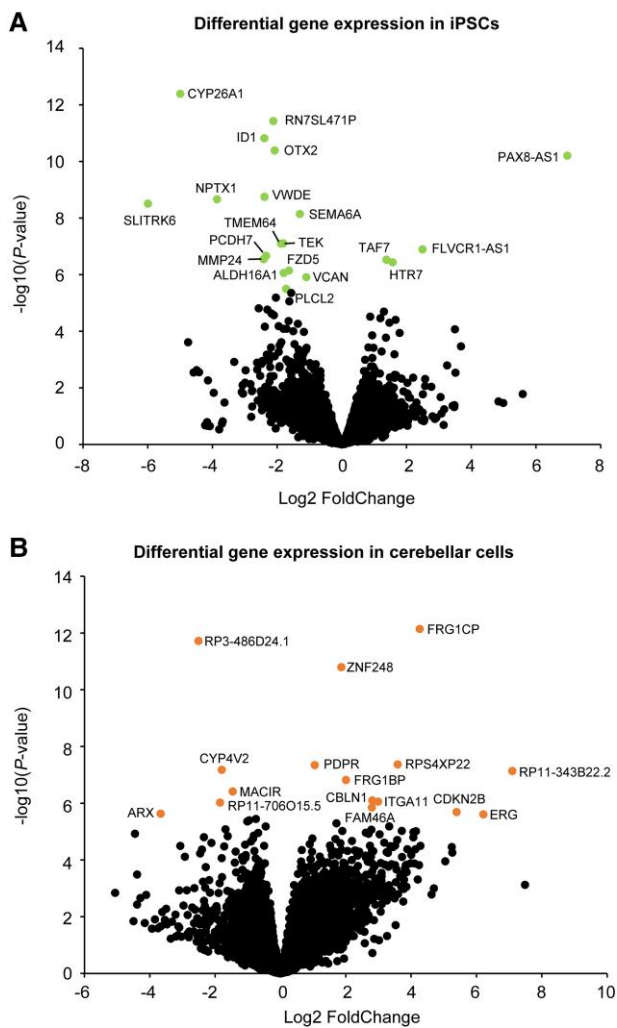 A
Differential gene expression in iPSCs
14
12
10
8
6
4
2
0
-log10(P-value)
CYP26A1
RN7SL471P
ID1
OTX2
PAX8-AS1
NPTX1
VWDE
SLITRK6
SEMA6A
TMEM64
TEK
PCDH7
TAF7
FLVCR1-AS1
MMP24
FZD5
HTR7
ALDH16A1
VCAN
PLCL2
-8 -6 -4 -2 0 2 4 6 8
Log2 FoldChange
B
Differential gene expression in cerebellar cells
14
12
10
8
6
4
2
0
-log10(P-value)
FRG1CP
RP3-486D24.1
ZNF248
CYP4V2
PDPR
RPS4XP22
RP11-343B22.2
FRG1BP
MACIR
CBLN1
ITGA11
CDKN2B
RP11-706O15.5
ARX
FAM46A
ERG
-6 -4 -2 0 2 4 6 8 10
Log2 FoldChange